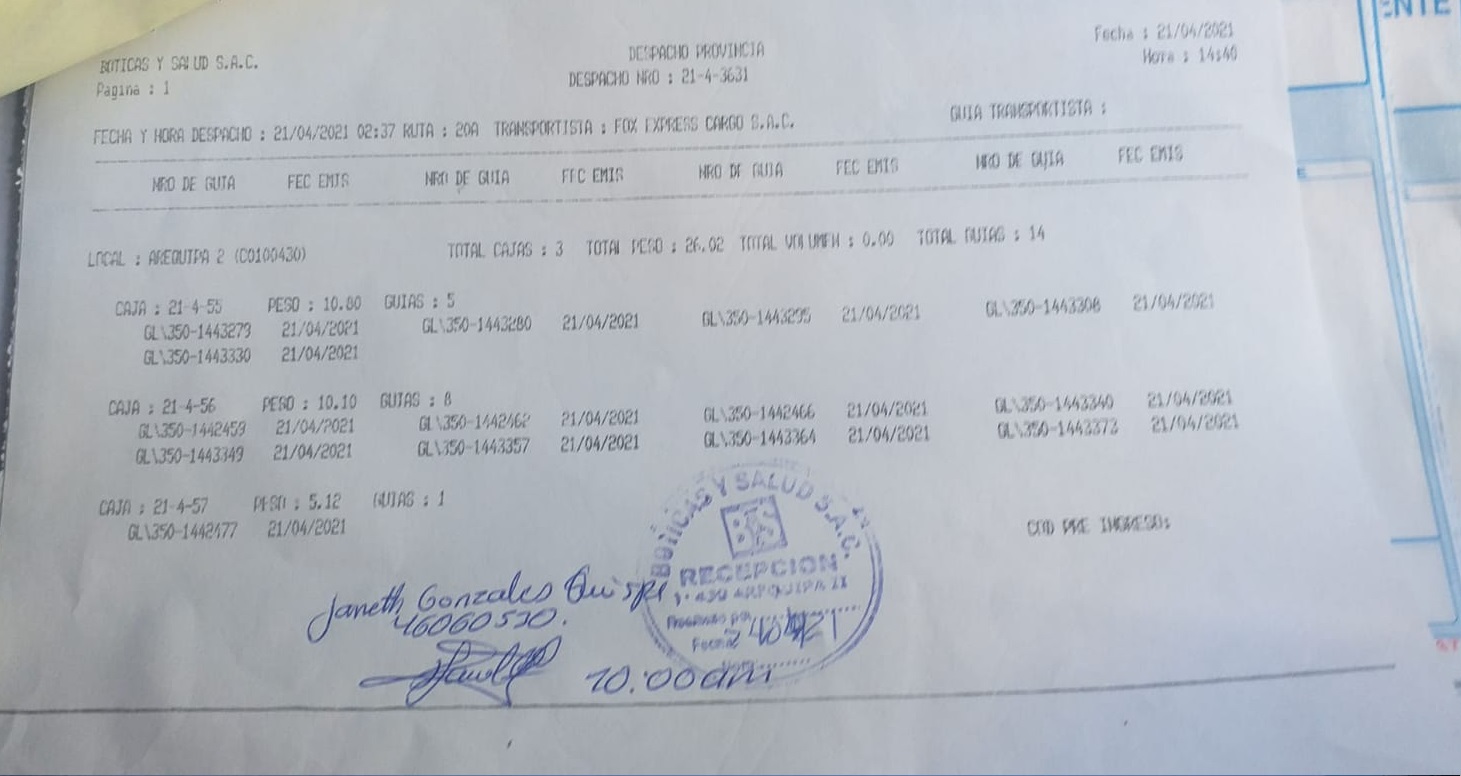 BOTICAS Y SALUD S.A.C.
DESPACHO PROVINCIA
Fecha : 21/04/2021
Pagina : 1
DESPACHO NRO : 21-4-3631
Hora : 14:40
FECHA Y HORA DESPACHO : 21/04/2021 02:37 RUTA : 20A TRANSPORTISTA : FOX EXPRESS CARGO S.A.C. GUIA TRANSPORTISTA :
NRO DE GUIA FEC EMIS NRO DE GUIA FEC EMIS NRO DE GUIA FEC EMIS NRO DE GUIA FEC EMIS
LOCAL : AREQUIPA 2 (C0100430) TOTAL CAJAS : 3 TOTAL PESO : 26.02 TOTAL VOLUMEN : 0.00 TOTAL GUIAS : 14
CAJA : 21-4-55 PESO : 10.80 GUIAS : 5
GL\350-1443279 21/04/2021 GL\350-1443280 21/04/2021 GL\350-1443295 21/04/2021 GL\350-1443308 21/04/2021
GL\350-1443330 21/04/2021
CAJA : 21-4-56 PESO : 10.10 GUIAS : 8
GL\350-1442459 21/04/2021 GL\350-1442462 21/04/2021 GL\350-1442466 21/04/2021 GL\350-1443340 21/04/2021
GL\350-1443349 21/04/2021 GL\350-1443357 21/04/2021 GL\350-1443364 21/04/2021 GL\350-1443373 21/04/2021
CAJA : 21-4-57 PESO : 5.12 GUIAS : 1
GL\350-1442477 21/04/2021
COD PRE INGRESO:
BOTICAS Y SALUD S.A.C.
BYS
RECEPCION
AREQUIPA II
Fecha
Janeth Gonzales Quispe
46060530.
10:00am
ENTE